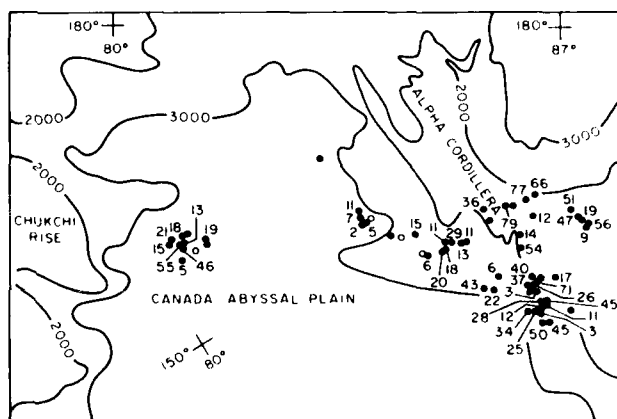 180° 180°
80° 87°
2000 3000 2000 3000
ALPHA CORDILLERA
2000
CHUKCHI
RISE
13
21 18 19
15
55 5 46
11
7 o
2 5 o 15
11 29 11
o 6 13
20 18
36 77 66
79 12 51 19
47 56
9
14
54
6 40 17
37
3 71
43 22 26
28 45
12 11
34 3
25 50 45
CANADA ABYSSAL PLAIN
150° 80°